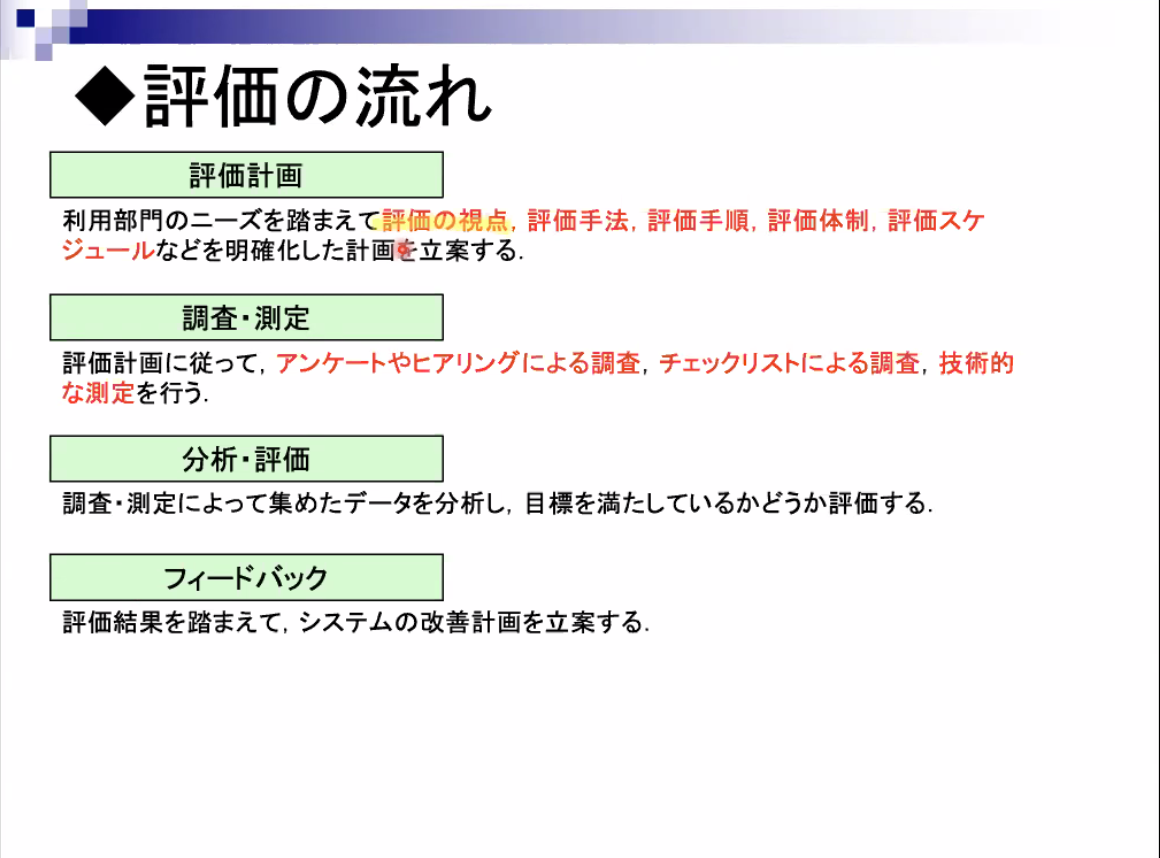 ◆評価の流れ
評価計画
利用部門のニーズを踏まえて評価の視点, 評価手法, 評価手順, 評価体制, 評価スケ
ジュールなどを明確化した計画を立案する.
調査・測定
評価計画に従って, アンケートやヒアリングによる調査, チェックリストによる調査, 技術的
な測定を行う.
分析・評価
調査・測定によって集めたデータを分析し, 目標を満たしているかどうか評価する.
フィードバック
評価結果を踏まえて, システムの改善計画を立案する.